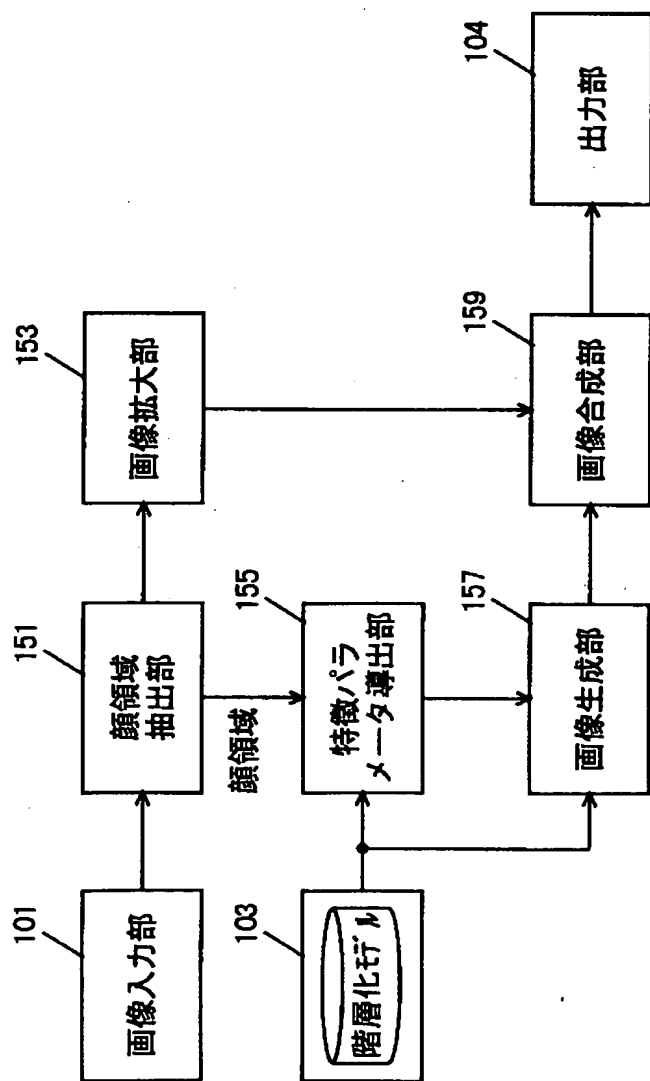 101
画像入力部
151
顔領域
抽出部
153
画像拡大部
顔領域
103
階層化モデル
155
特徴パラ
メータ導出部
157
画像生成部
159
画像合成部
104
出力部